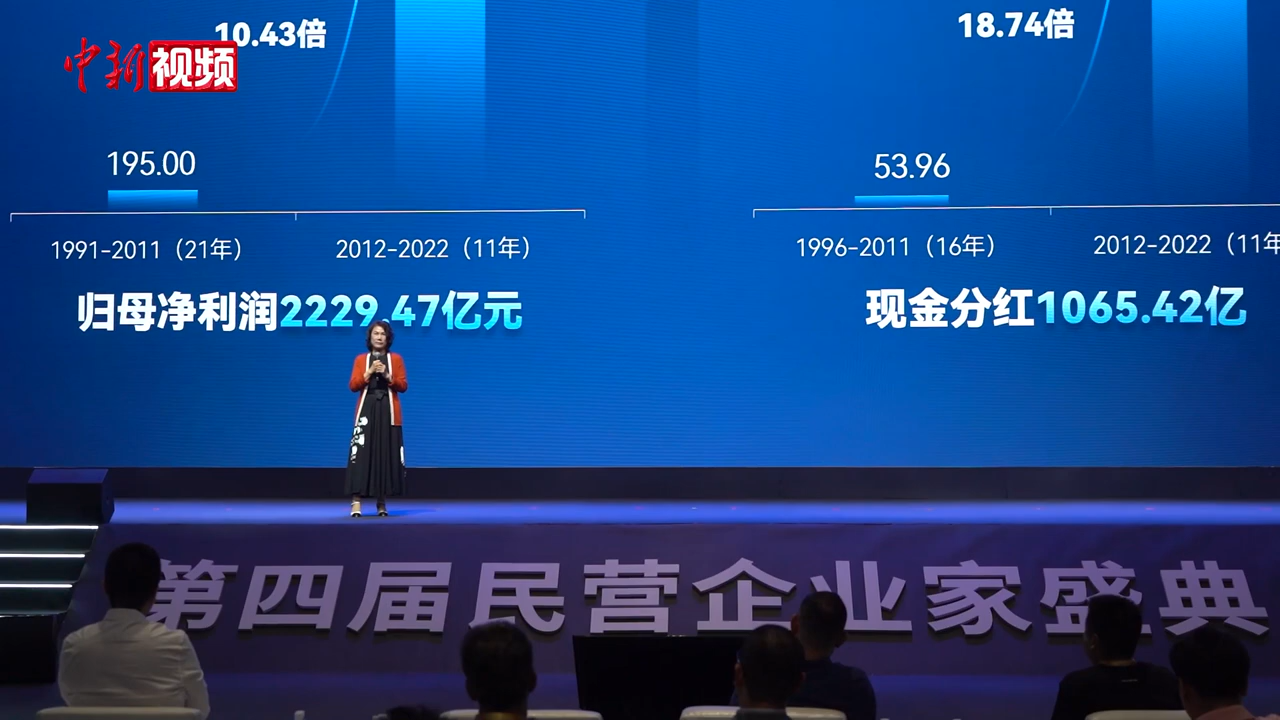 10.43倍
18.74倍
中新视频
195.00
53.96
1991-2011（21年）
2012-2022（11年）
1996-2011（16年）
2012-2022（11年
归母净利润2229.47亿元
现金分红1065.42亿
第四届民营企业家盛典